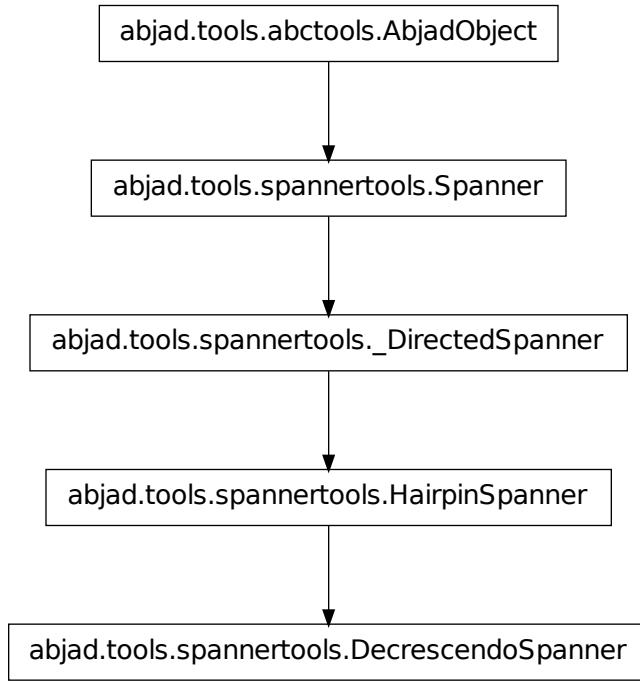 abjad.tools.abctools.AbjadObject
abjad.tools.spannertools.Spanner
abjad.tools.spannertools._DirectedSpanner
abjad.tools.spannertools.HairpinSpanner
abjad.tools.spannertools.DecrescendoSpanner